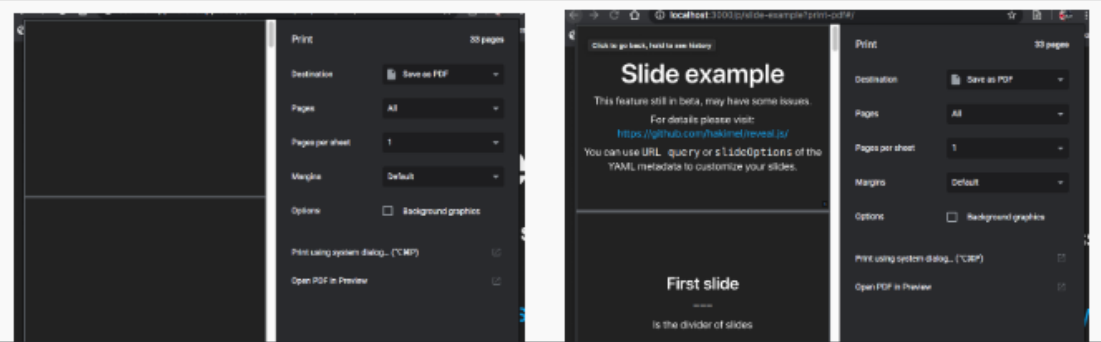 Print 33 pages
Destination Save as PDF
Pages All
Pages per sheet 1
Margins Default
Options Background graphics
Print using system dialog... (⌥⌘P)
Open PDF in Preview
localhost:3000/p/slide-example?print-pdf#/
Click to go back, hold to see history
Slide example
This feature still in beta, may have some issues.
For details please visit:
https://github.com/hakimel/reveal.js/
You can use URL query or slideOptions of the
YAML metadata to customize your slides.
First slide
---
Is the divider of slides
Print 33 pages
Destination Save as PDF
Pages All
Pages per sheet 1
Margins Default
Options Background graphics
Print using system dialog... (⌥⌘P)
Open PDF in Preview